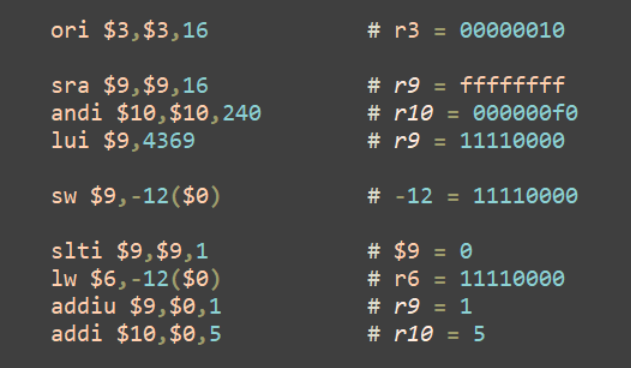 ori $3,$3,16 # r3 = 00000010
sra $9,$9,16 # r9 = ffffffff
andi $10,$10,240 # r10 = 000000f0
lui $9,4369 # r9 = 11110000
sw $9,-12($0) # -12 = 11110000
slti $9,$9,1 # $9 = 0
lw $6,-12($0) # r6 = 11110000
addiu $9,$0,1 # r9 = 1
addi $10,$0,5 # r10 = 5